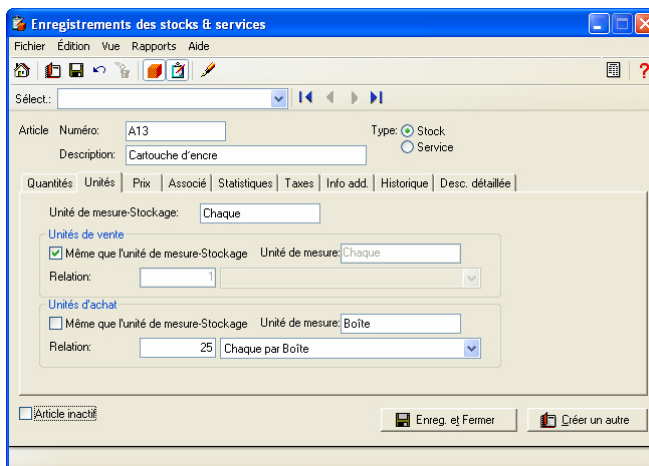 Enregistrements des stocks & services
Fichier Édition Vue Rapports Aide
Sélect.:
Article Numéro: A13 Type: Stock
Description: Cartouche d'encre Service
Quantités Unités Prix Associé Statistiques Taxes Info add. Historique Desc. détaillée
Unité de mesure-Stockage: Chaque
Unités de vente
Même que l'unité de mesure-Stockage Unité de mesure: Chaque
Relation: 1
Unités d'achat
Même que l'unité de mesure-Stockage Unité de mesure: Boîte
Relation: 25 Chaque par Boîte
Article inactif Enreg. et Fermer Créer un autre